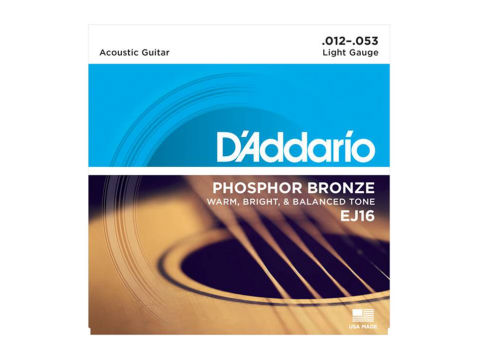 .012–.053
Acoustic Guitar
Light Gauge
D'Addario
PHOSPHOR BRONZE
WARM, BRIGHT, & BALANCED TONE
EJ16
USA MADE